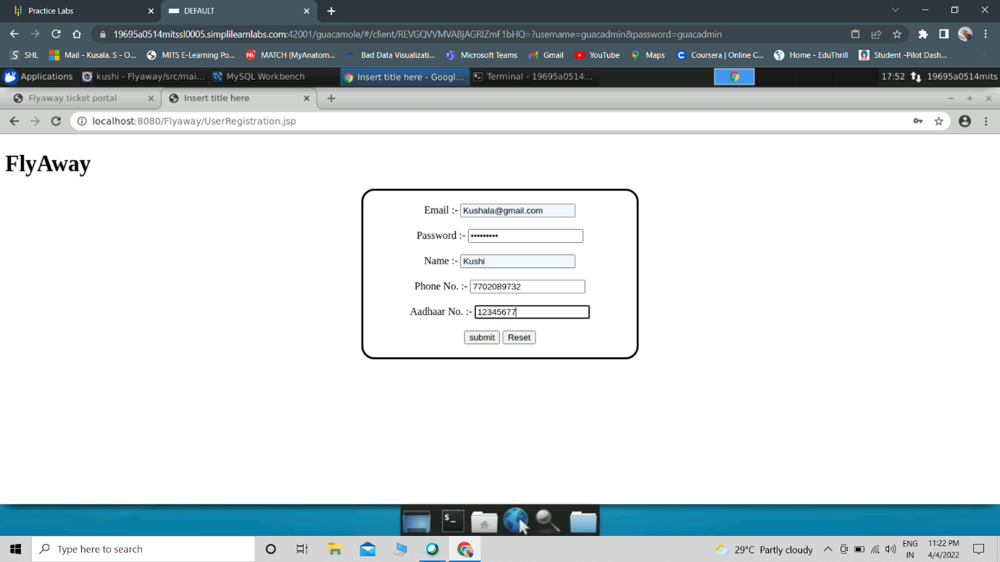 Practice Labs
DEFAULT
19695a0514mitssl0005.simplilearnlabs.com:42001/guacamole/#/client/REVGQVVMVABjAGRlZmF1bHQ=?username=guacadmin&password=guacadmin
SHL
Mail - Kusala. S - O...
MITS E-Learning Po...
MATCH (MyAnatom...
Bad Data Visualizati...
Microsoft Teams
Gmail
YouTube
Maps
Coursera | Online C...
Home - EduThrill
Student -Pilot Dash...
Applications
kushi - Flyaway/src/mai...
MySQL Workbench
Insert title here - Googl...
Terminal - 19695a0514...
17:52
19695a0514mits
Flyaway ticket portal
Insert title here
localhost:8080/Flyaway/UserRegistration.jsp
FlyAway
Email :- Kushala@gmail.com
Password :- •••••••••
Name :- Kushi
Phone No. :- 7702089732
Aadhaar No. :- 12345677
submit Reset
Type here to search
29°C Partly cloudy
ENG
IN
11:22 PM
4/4/2022